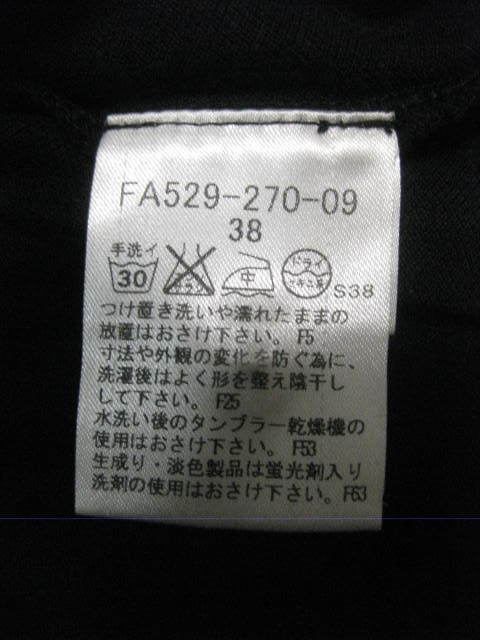 FA529-270-09
38
手洗イ
30
中
ドライ
セキユ系
S38
つけ置き洗いや濡れたままの
放置はおさけ下さい。F5
寸法や外観の変化を防ぐ為に、
洗濯後はよく形を整え陰干し
して下さい。F25
水洗い後のタンブラー乾燥機の
使用はおさけ下さい。F53
生成り・淡色製品は蛍光剤入り
洗剤の使用はおさけ下さい。F63